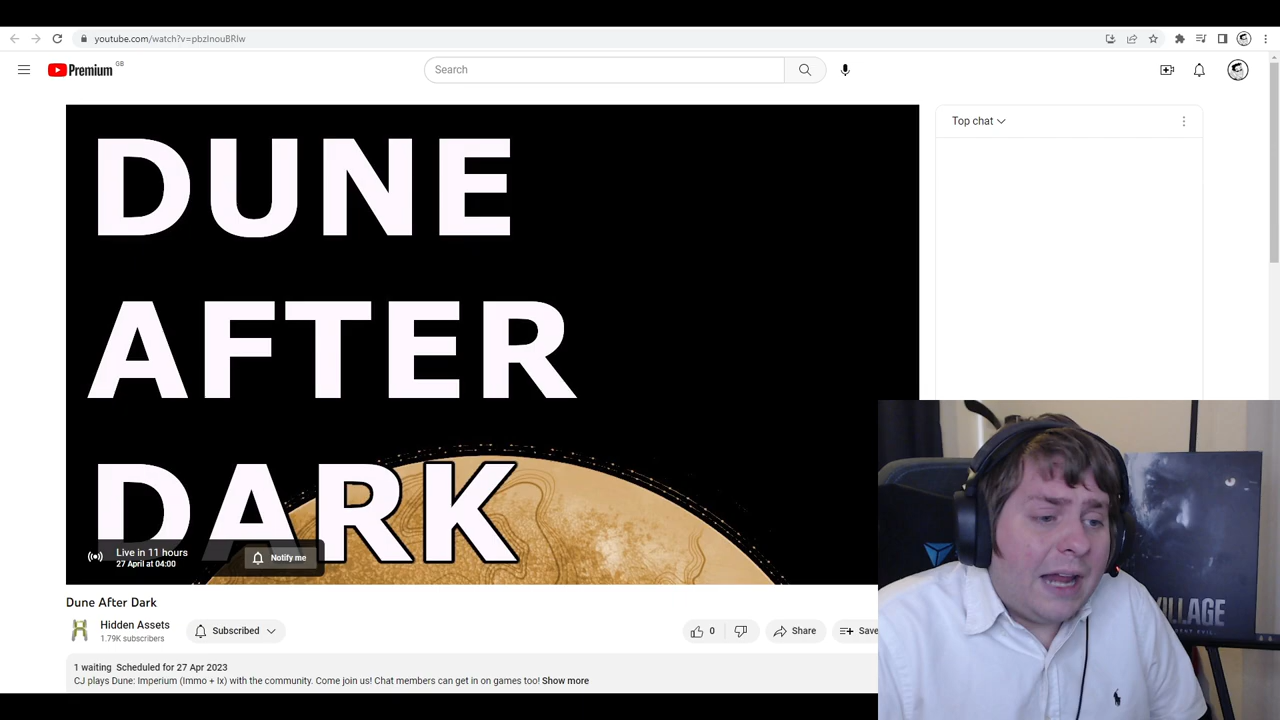 youtube.com/watch?v=pbzInouBRlw
Premium GB
Search
Top chat
DUNE
AFTER
DARK
Live in 11 hours
27 April at 04:00
Notify me
Dune After Dark
Hidden Assets
1.79K subscribers
Subscribed
0
Share
Save
1 waiting Scheduled for 27 Apr 2023
CJ plays Dune: Imperium (Immo + Ix) with the community. Come join us! Chat members can get in on games too! Show more
VILLAGE